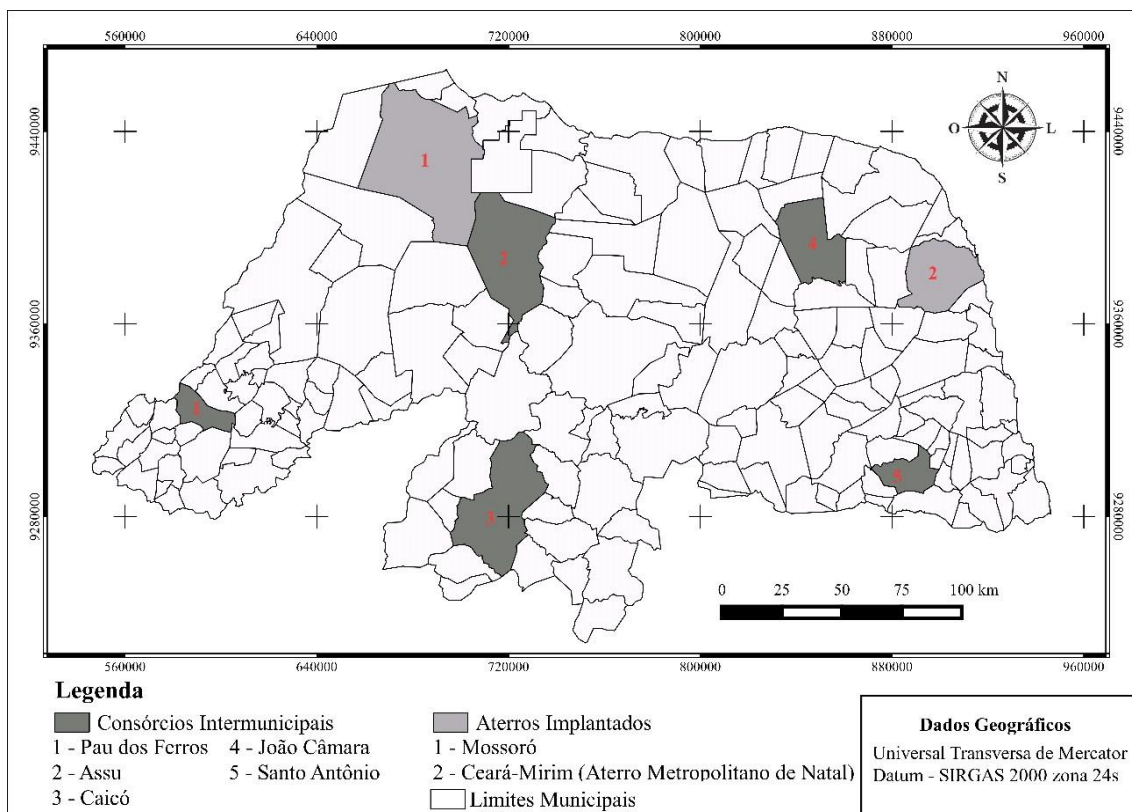 560000 640000 720000 800000 880000 960000
N
O L
S
9440000 9440000
1
2
4
2
9360000 9360000
1
5
3
9280000 9280000
0 25 50 75 100 km
560000 640000 720000 800000 880000 960000
Legenda
Consórcios Intermunicipais
1 - Pau dos Ferros 4 - João Câmara
2 - Assu 5 - Santo Antônio
3 - Caicó
Aterros Implantados
1 - Mossoró
2 - Ceará-Mirim (Aterro Metropolitano de Natal)
Limites Municipais
Dados Geográficos
Universal Transversa de Mercator
Datum - SIRGAS 2000 zona 24s